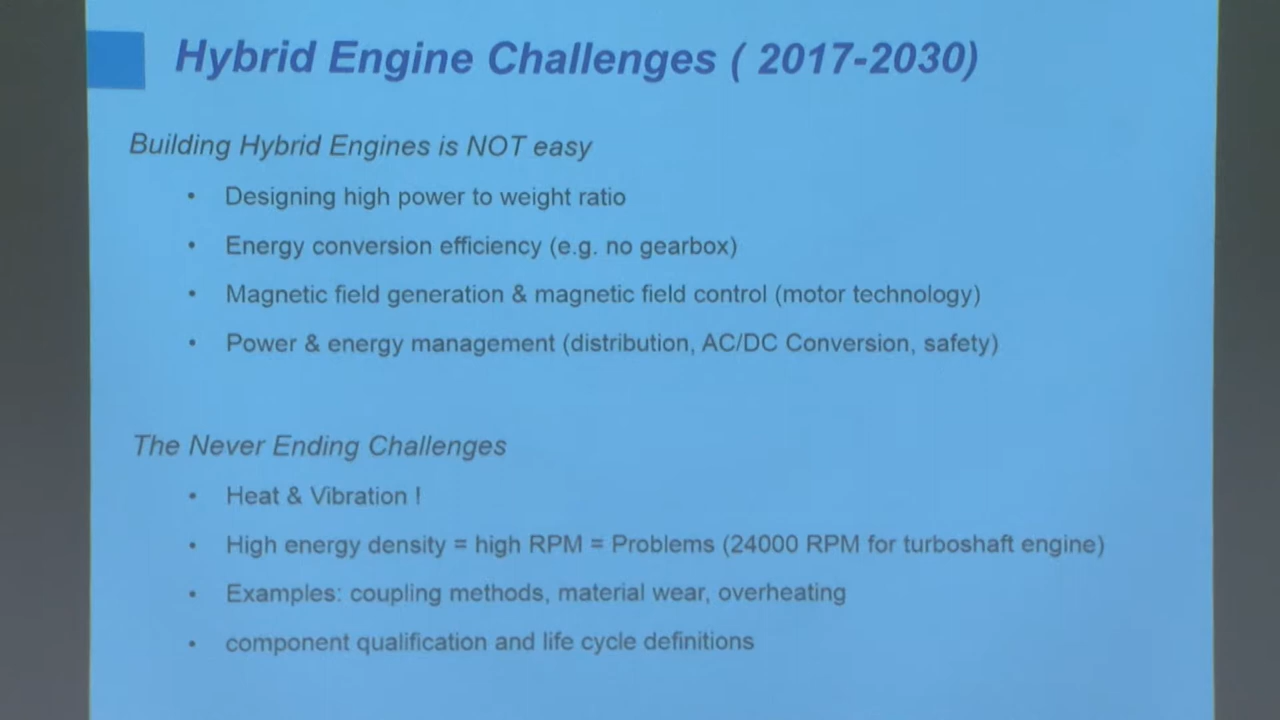 Hybrid Engine Challenges ( 2017-2030)
Building Hybrid Engines is NOT easy
• Designing high power to weight ratio
• Energy conversion efficiency (e.g. no gearbox)
• Magnetic field generation & magnetic field control (motor technology)
• Power & energy management (distribution, AC/DC Conversion, safety)
The Never Ending Challenges
• Heat & Vibration !
• High energy density = high RPM = Problems (24000 RPM for turboshaft engine)
• Examples: coupling methods, material wear, overheating
• component qualification and life cycle definitions